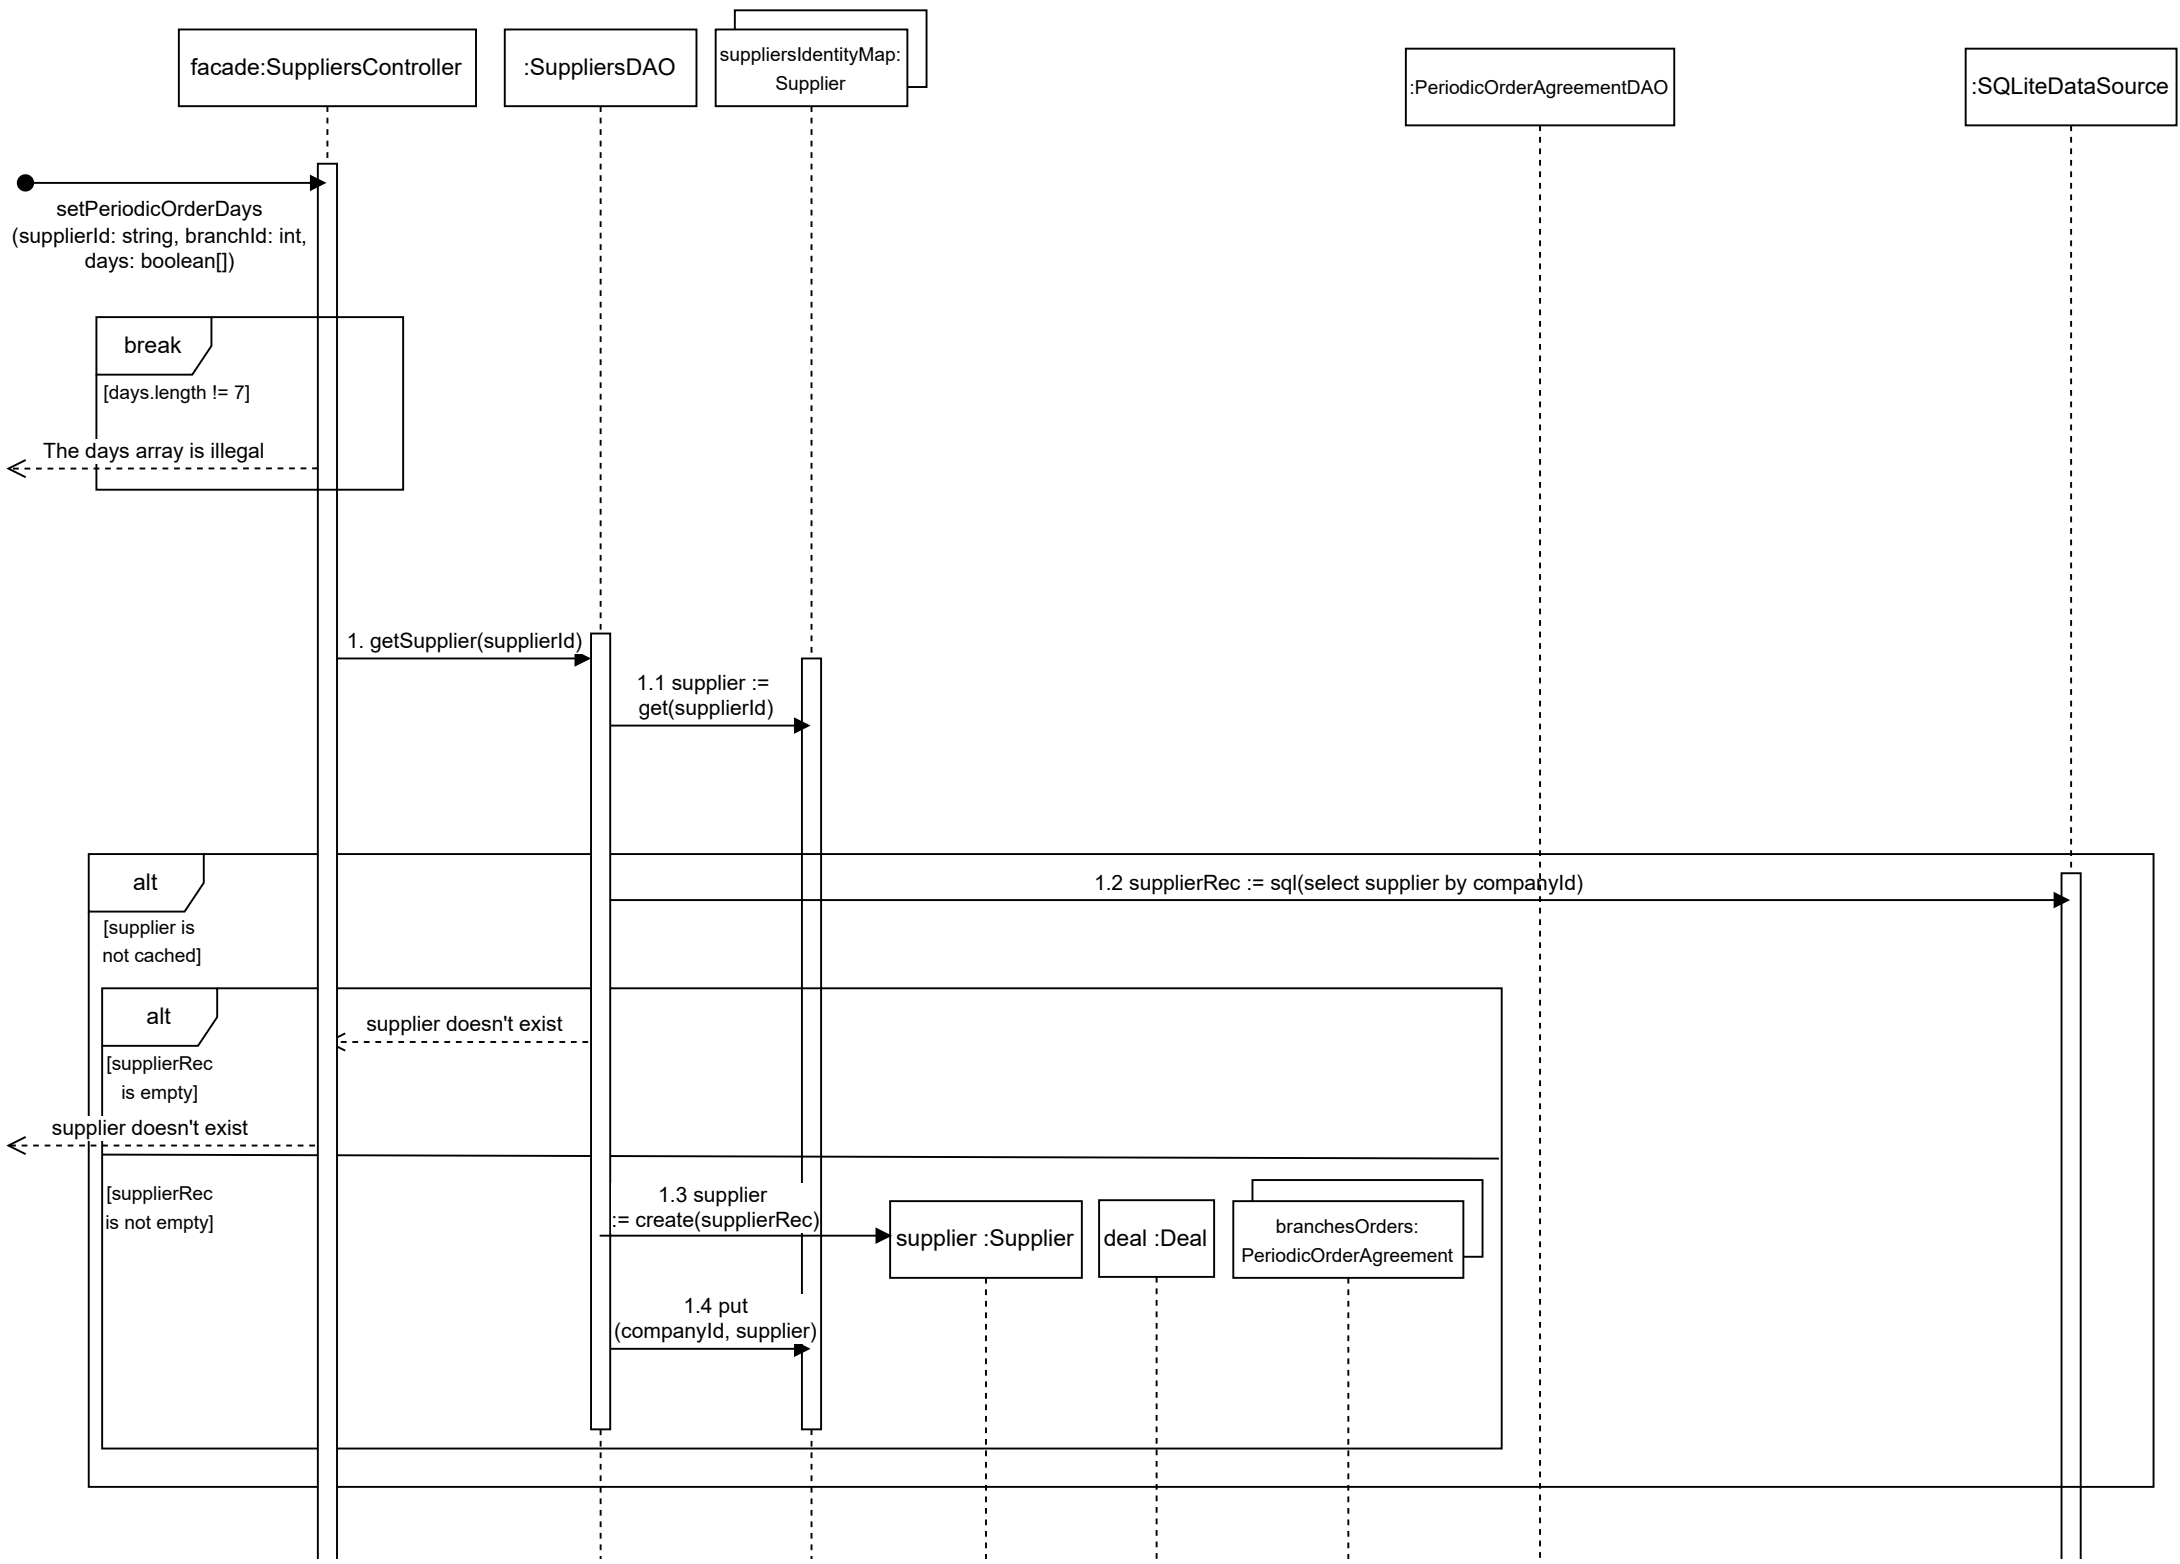 facade:SuppliersController
:SuppliersDAO
suppliersIdentityMap:
Supplier
:PeriodicOrderAgreementDAO
:SQLiteDataSource
setPeriodicOrderDays
(supplierId: string, branchId: int,
days: boolean[])
break
[days.length != 7]
The days array is illegal
1. getSupplier(supplierId)
1.1 supplier :=
get(supplierId)
alt
1.2 supplierRec := sql(select supplier by companyId)
[supplier is
not cached]
alt
supplier doesn't exist
[supplierRec
is empty]
supplier doesn't exist
[supplierRec
is not empty]
1.3 supplier
:= create(supplierRec)
supplier :Supplier
deal :Deal
branchesOrders:
PeriodicOrderAgreement
1.4 put
(companyId, supplier)